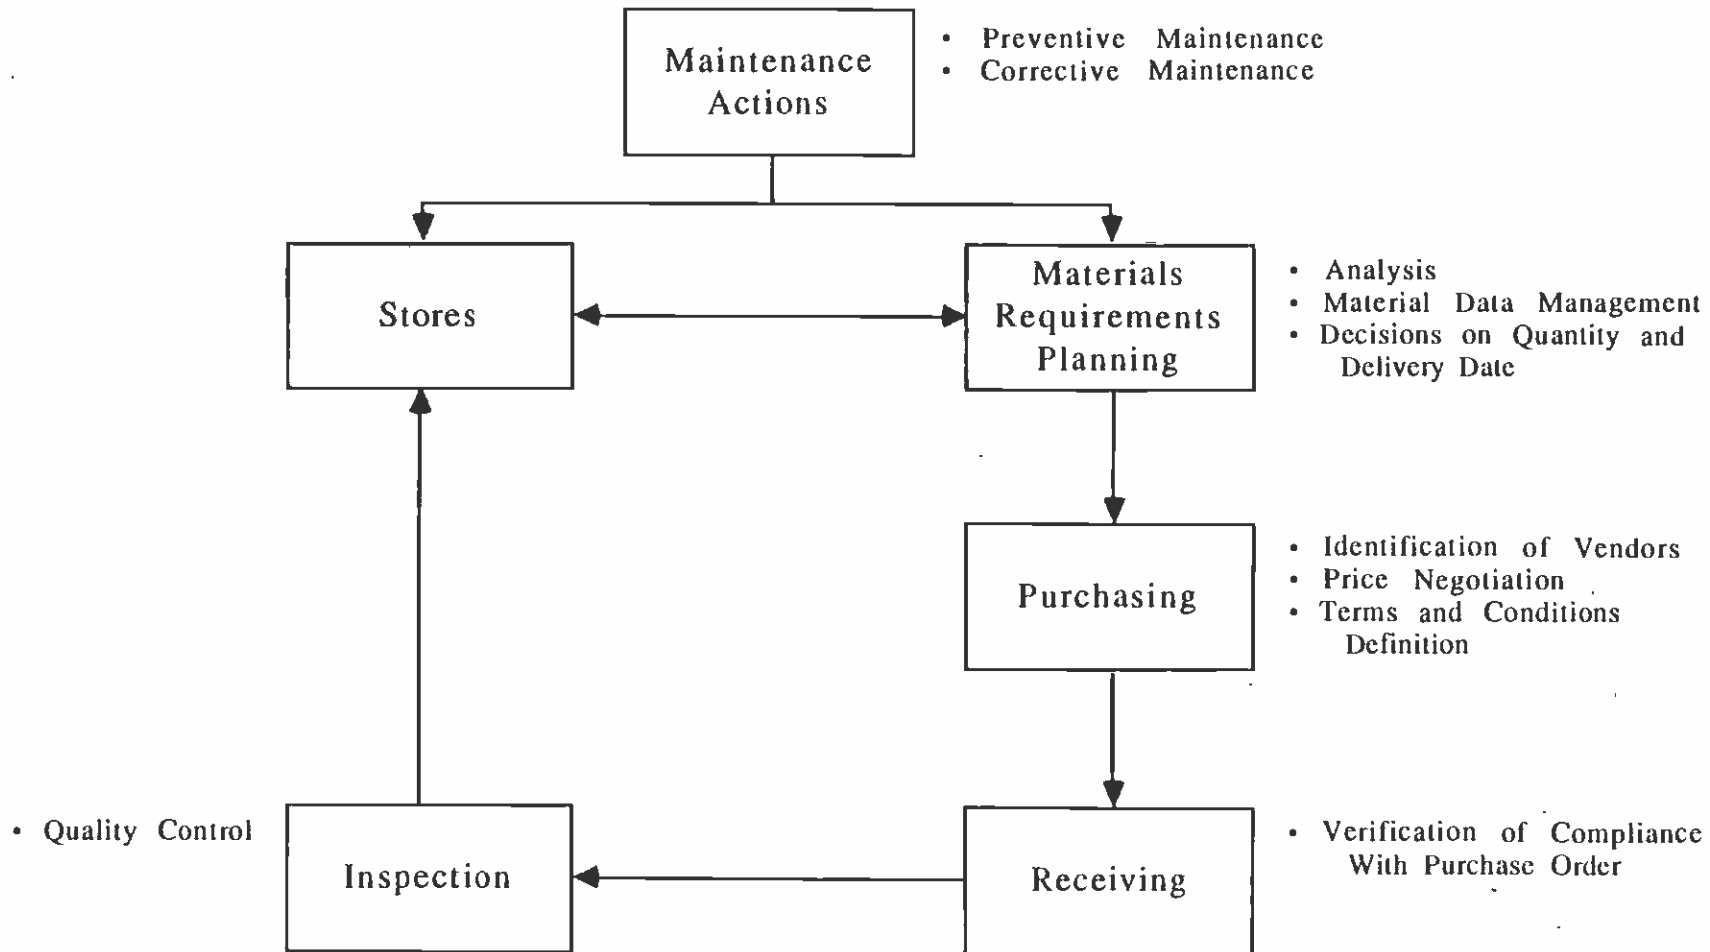 Maintenance
Actions
• Preventive Maintenance
• Corrective Maintenance
Stores
Materials
Requirements
Planning
• Analysis
• Material Data Management
• Decisions on Quantity and
Delivery Date
Purchasing
• Identification of Vendors
• Price Negotiation
• Terms and Conditions
Definition
• Quality Control
Inspection
Receiving
• Verification of Compliance
With Purchase Order